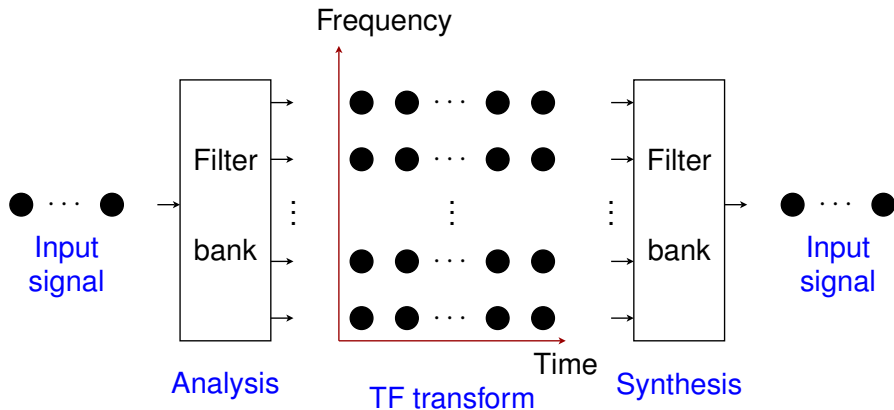 Frequency
Filter
bank
Filter
bank
Input
signal
Input
signal
Time
Analysis
TF transform
Synthesis